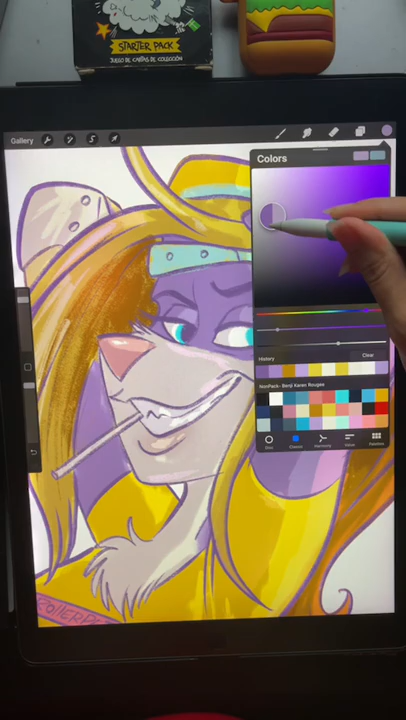 STARTER PACK
JUEGO DE CARTAS DE COLECCIÓN
Gallery
Colors
History
Clear
Disc
Classic
Harmony
Value
Palettes